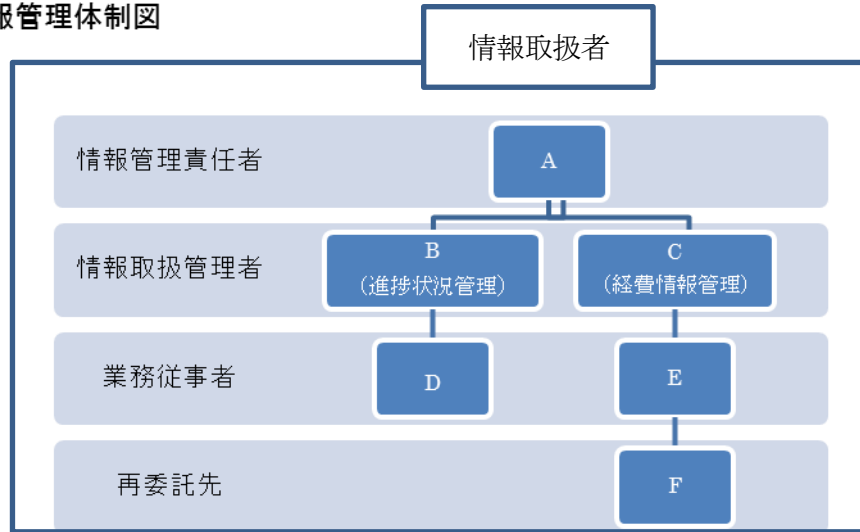 報管理体制図
情報取扱者
情報管理責任者
A
情報取扱管理者
B
（進捗状況管理）
C
（経費情報管理）
業務従事者
D
E
再委託先
F